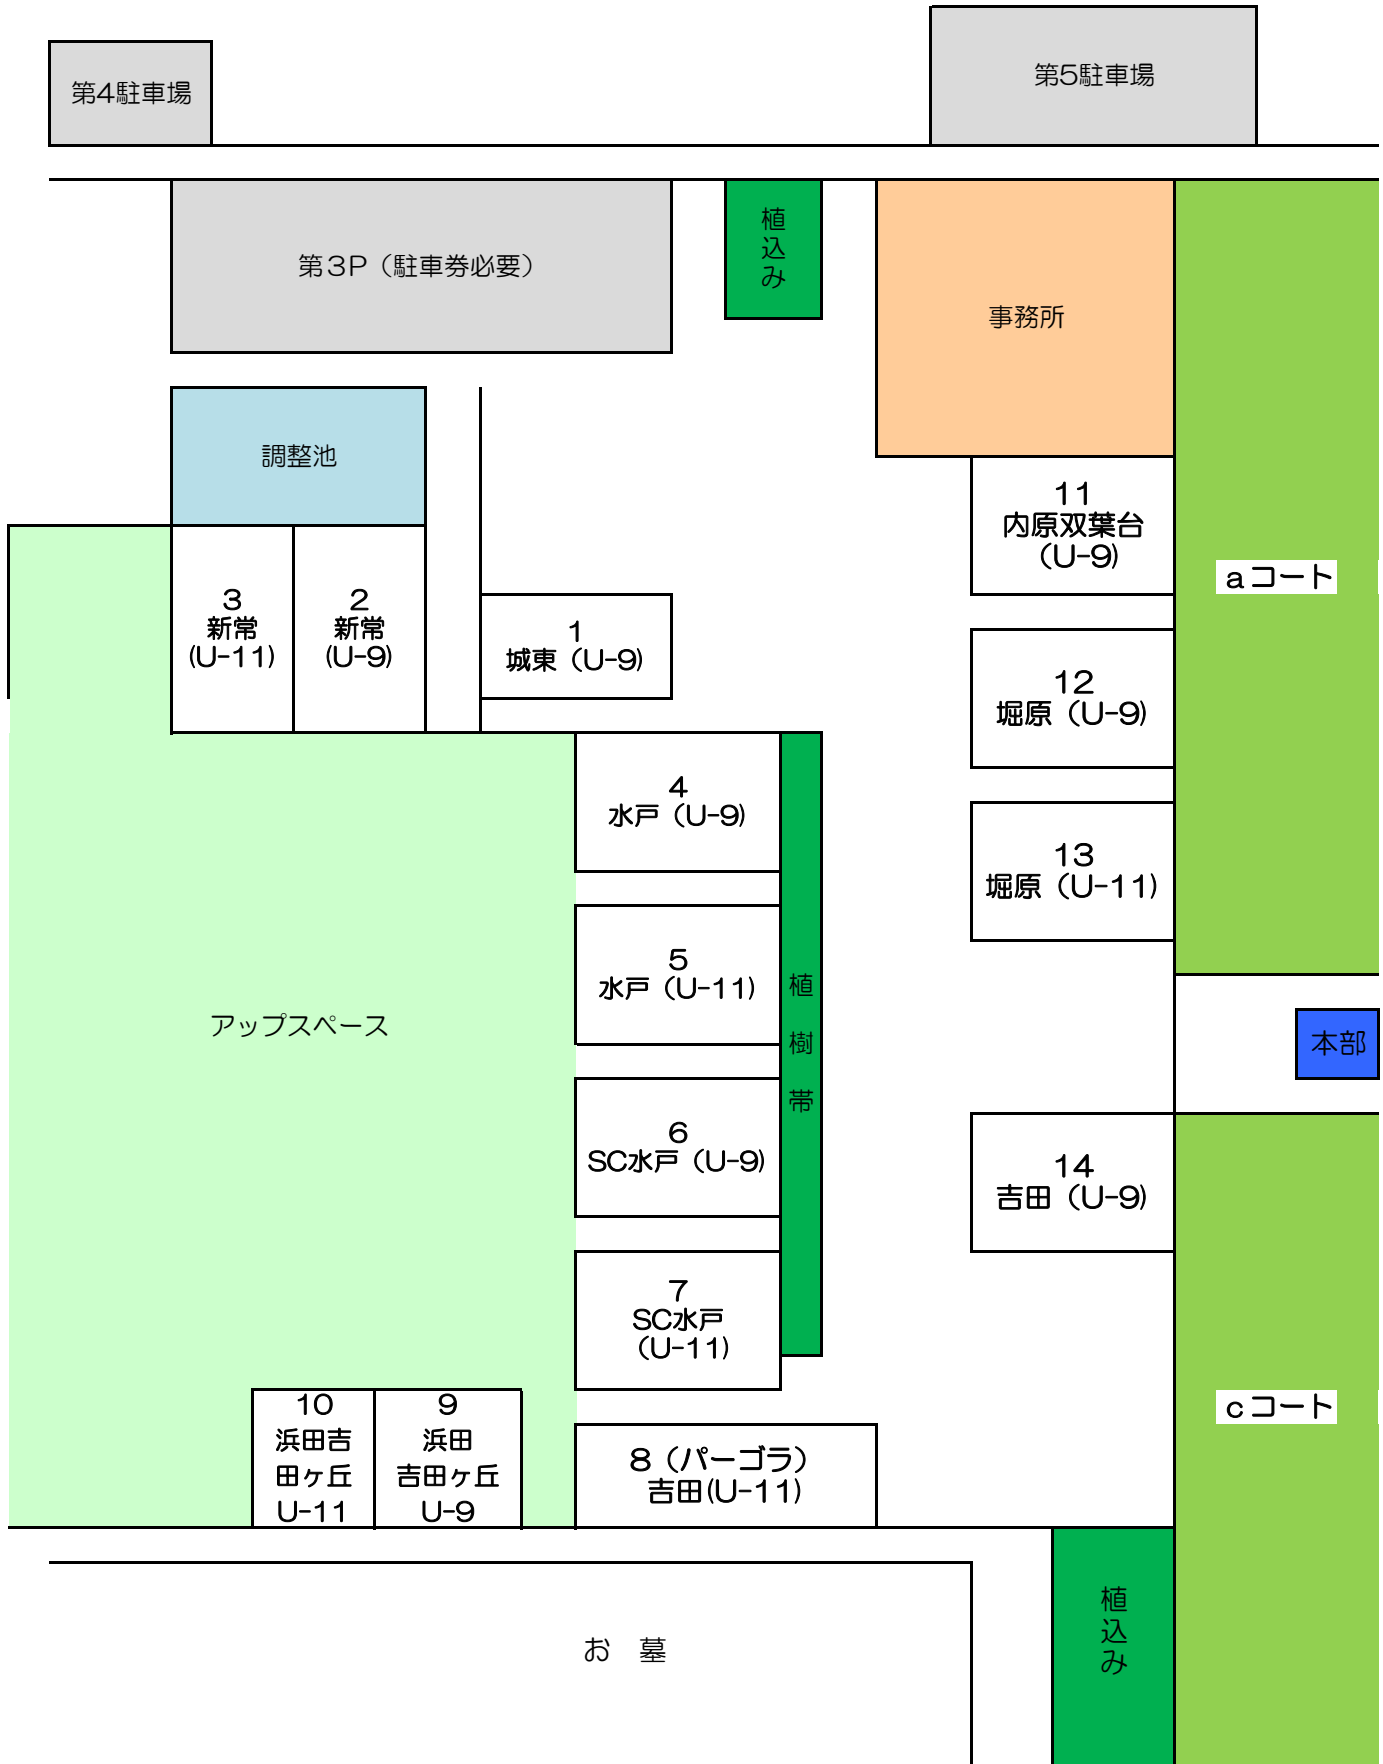 第4駐車場
第5駐車場
第3P（駐車券必要）
植
込
み
事務所
調整池
11
内原双葉台
（U-9）
aコート
3
新常
(U-11)
2
新常
(U-9)
1
城東（U-9）
12
堀原（U-9）
4
水戸（U-9）
13
堀原（U-11）
5
水戸（U-11）
植
樹
帯
アップスペース
本部
6
SC水戸（U-9）
14
吉田（U-9）
7
SC水戸
（U-11）
10
浜田吉
田ヶ丘
U-11
9
浜田
吉田ヶ丘
U-9
cコート
8（パーゴラ）
吉田(U-11)
植
込
み
お　墓